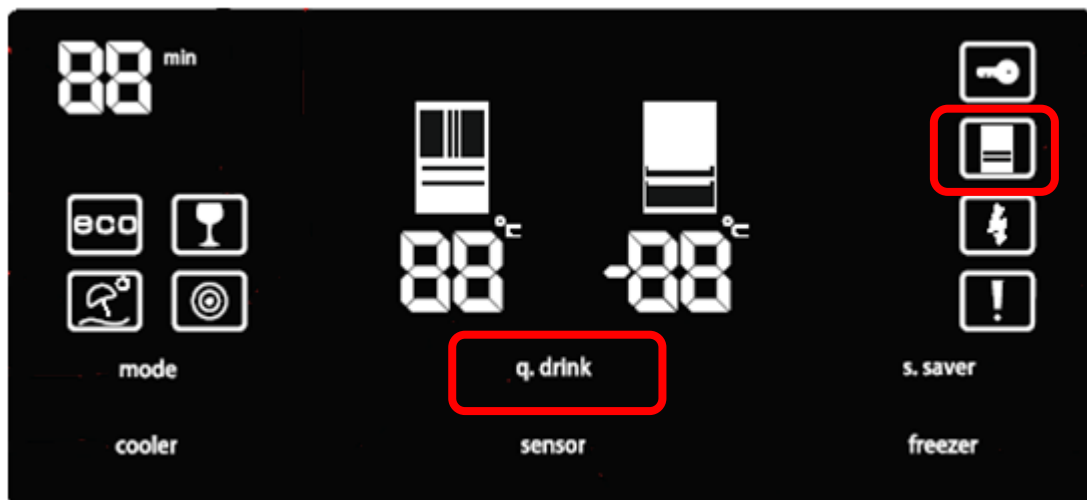 88 min
eco
88 °C
-88 °C
!
mode
q. drink
s. saver
cooler
sensor
freezer